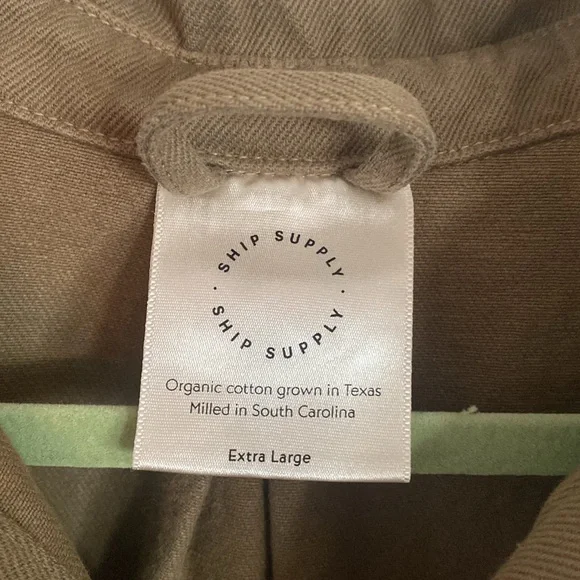 · SHIP SUPPLY ·
SHIP SUPPLY
Organic cotton grown in Texas
Milled in South Carolina
Extra Large